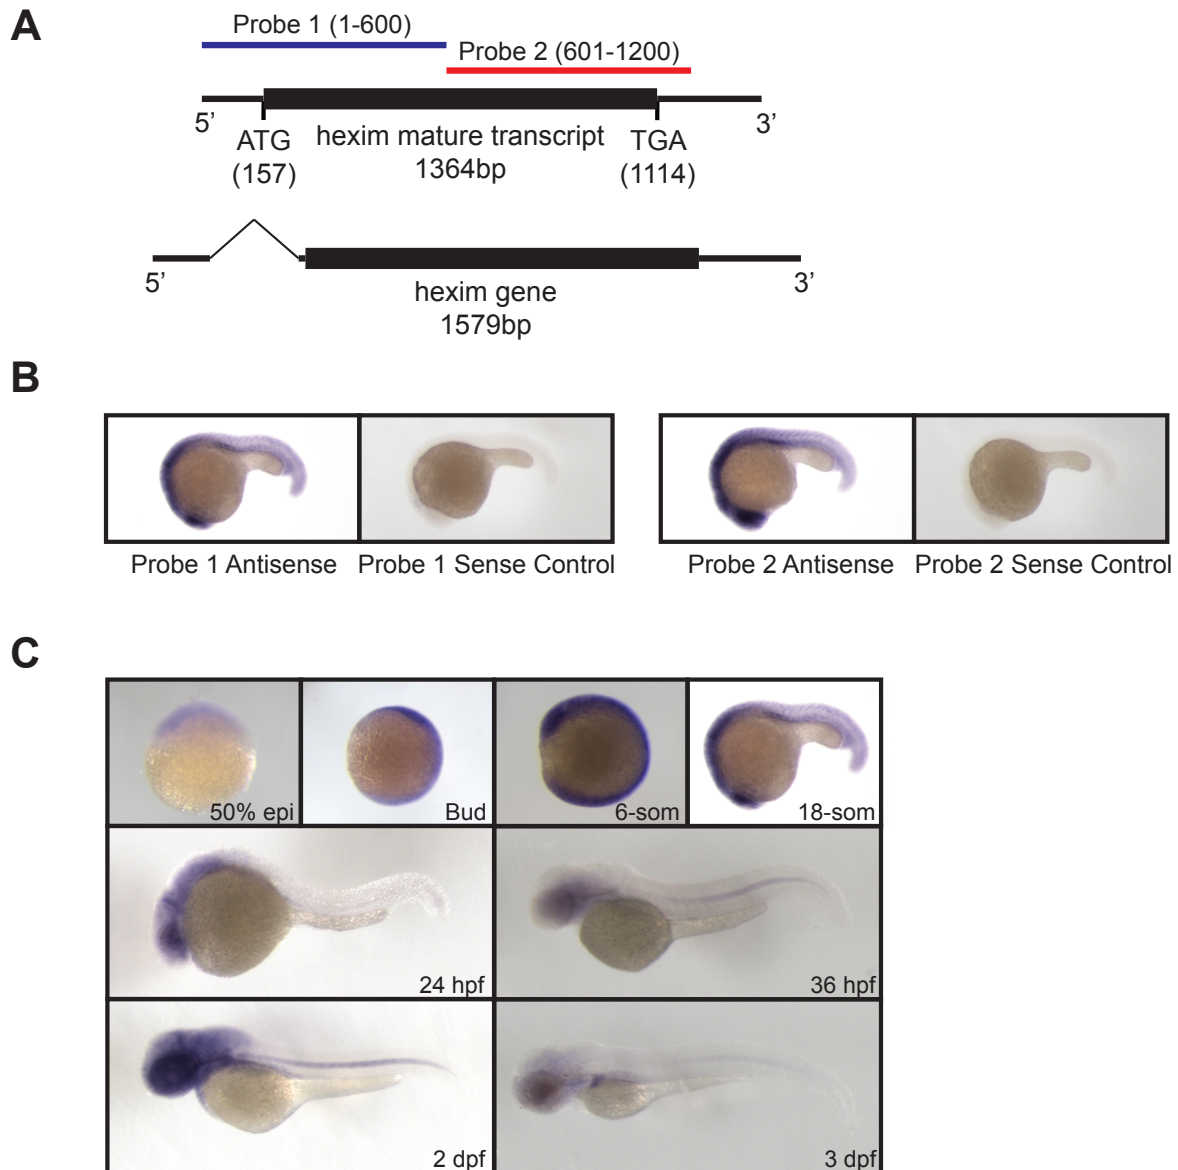 A
Probe 1 (1-600)
Probe 2 (601-1200)
5’
3’
ATG
(157)
hexim mature transcript
1364bp
TGA
(1114)
5’
3’
hexim gene
1579bp
B
Probe 1 Antisense
Probe 1 Sense Control
Probe 2 Antisense
Probe 2 Sense Control
C
50% epi
Bud
6-som
18-som
24 hpf
36 hpf
2 dpf
3 dpf